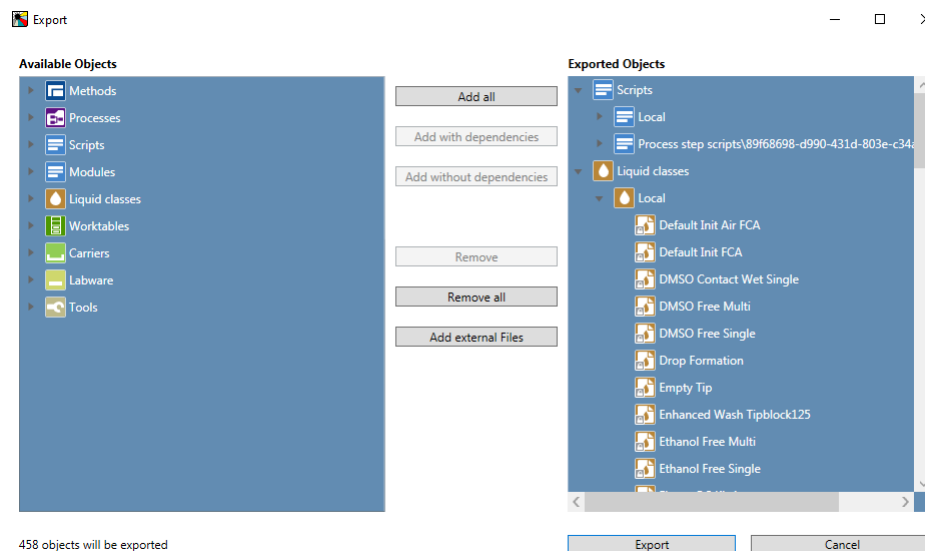 Export
Available Objects
Methods
Processes
Scripts
Modules
Liquid classes
Worktables
Carriers
Labware
Tools
Add all
Add with dependencies
Add without dependencies
Remove
Remove all
Add external Files
Exported Objects
Scripts
Local
Process step scripts\89f68698-d990-431d-803e-c34a
Liquid classes
Local
Default Init Air FCA
Default Init FCA
DMSO Contact Wet Single
DMSO Free Multi
DMSO Free Single
Drop Formation
Empty Tip
Enhanced Wash Tipblock125
Ethanol Free Multi
Ethanol Free Single
458 objects will be exported
Export
Cancel